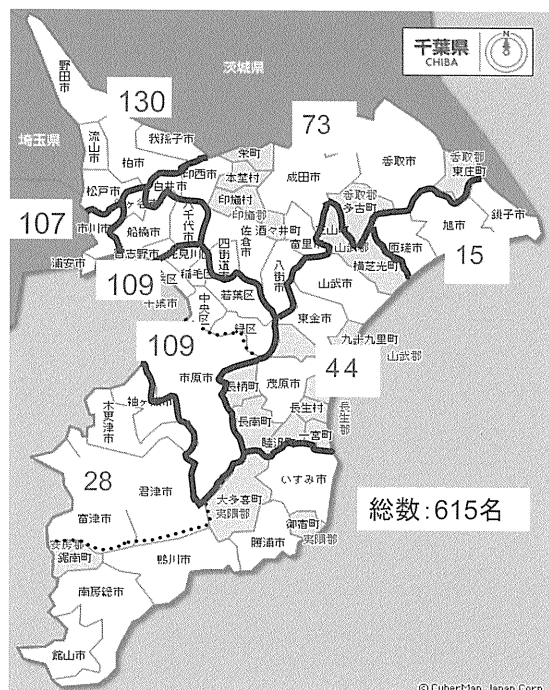 千葉県
CHIBA
N
茨城県
埼玉県
野田市
130
73
流山市
我孫子市
柏市
栄町
成田市
香取市
香取郡
東庄町
松戸市
印西市
本埜村
白井市
印旛村
印旛郡
香取郡
多古町
銚子市
107
市川市
船橋市
八千代市
佐倉市
酒々井町
富里市
旭市
15
浦安市
習志野市
花見川区
四街道市
八街市
山武郡
横芝光町
匝瑳市
109
稲毛区
若葉区
山武市
千葉市
中央区
緑区
東金市
109
九十九里町
山武郡
44
市原市
長柄町
茂原市
長生村
長生郡
袖ヶ浦市
木更津市
長南町
睦沢町
一宮町
28
君津市
大多喜町
夷隅郡
いすみ市
総数:615名
富津市
御宿町
夷隅郡
勝浦市
安房郡
鋸南町
鴨川市
南房総市
館山市
© CyberMap Japan Corp.